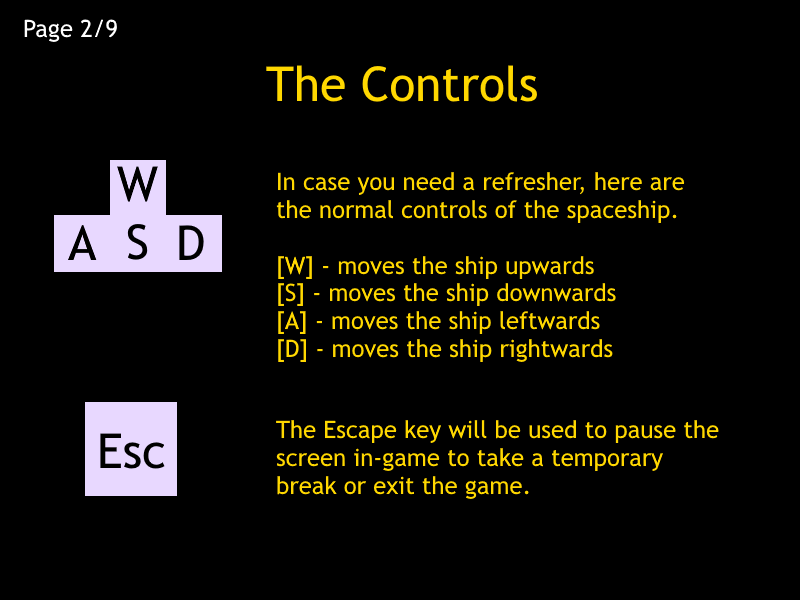 Page 2/9
The Controls
W
A S D
In case you need a refresher, here are
the normal controls of the spaceship.
[W] - moves the ship upwards
[S] - moves the ship downwards
[A] - moves the ship leftwards
[D] - moves the ship rightwards
Esc
The Escape key will be used to pause the
screen in-game to take a temporary
break or exit the game.